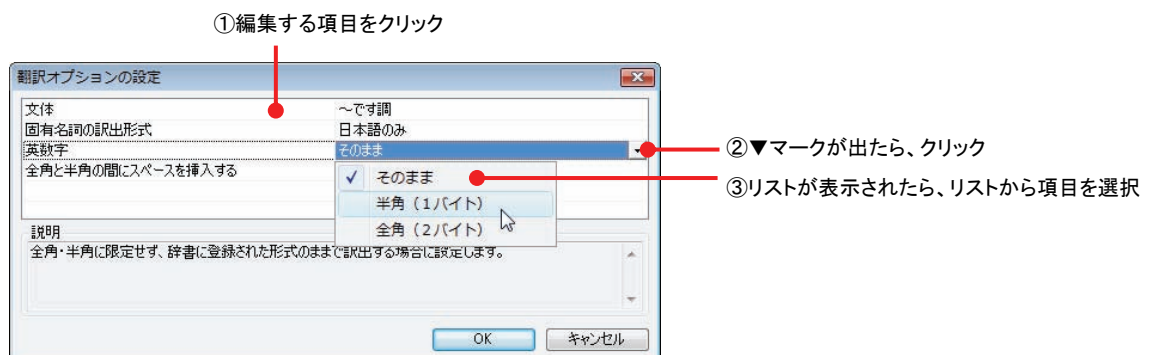 ①編集する項目をクリック
翻訳オプションの設定
文体 ～です調
固有名詞の訳出形式 日本語のみ
英数字 そのまま
②▼マークが出たら、クリック
全角と半角の間にスペースを挿入する
✓ そのまま
③リストが表示されたら、リストから項目を選択
半角（1バイト）
全角（2バイト）
説明
全角・半角に限定せず、辞書に登録された形式のままで訳出する場合に設定します。
OK キャンセル